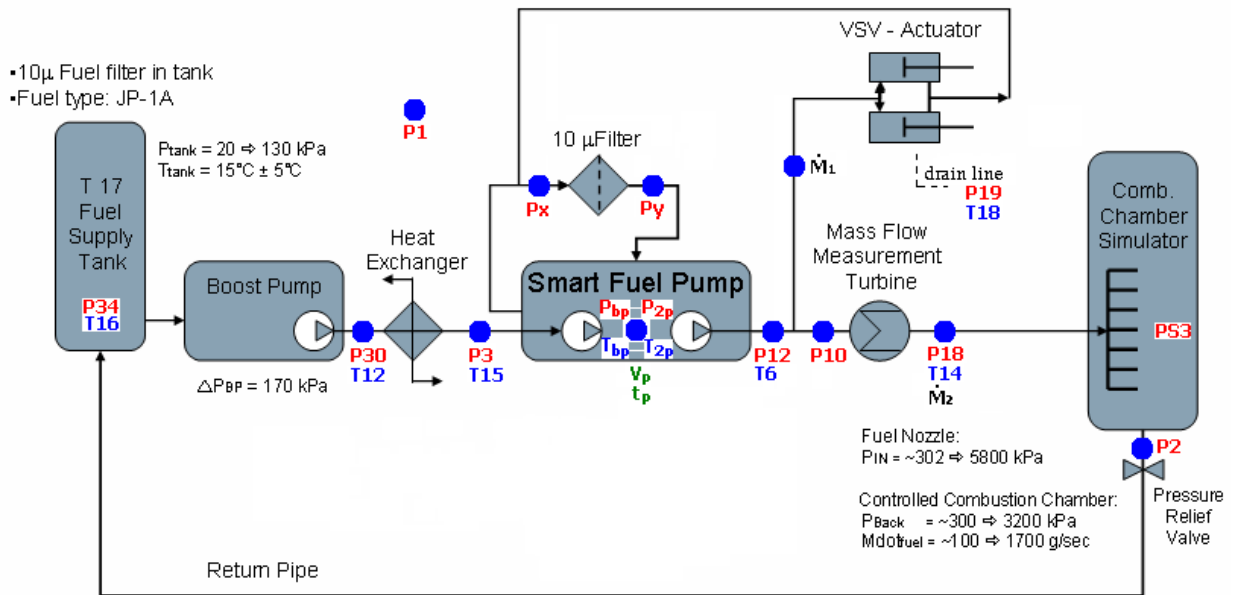 VSV - Actuator
▪10μ Fuel filter in tank
▪Fuel type: JP-1A
P1
Ptank = 20 ⇨ 130 kPa
Ttank = 15°C ± 5°C
10 μFilter
Ṁ1
drain line
P19
T18
T 17
Fuel
Supply
Tank
P34
T16
Px
Py
Comb.
Chamber
Simulator
PS3
Heat
Exchanger
Mass Flow
Measurement
Turbine
Boost Pump
Smart Fuel Pump
Pbp P2p
Tbp T2p
Vp
tp
P30
T12
P3
T15
P12
T6
P10
P18
T14
Ṁ2
△PBP = 170 kPa
Fuel Nozzle:
PIN = ~302 ⇨ 5800 kPa
P2
Controlled Combustion Chamber:
PBack = ~300 ⇨ 3200 kPa
Mdotfuel = ~100 ⇨ 1700 g/sec
Pressure
Relief
Valve
Return Pipe